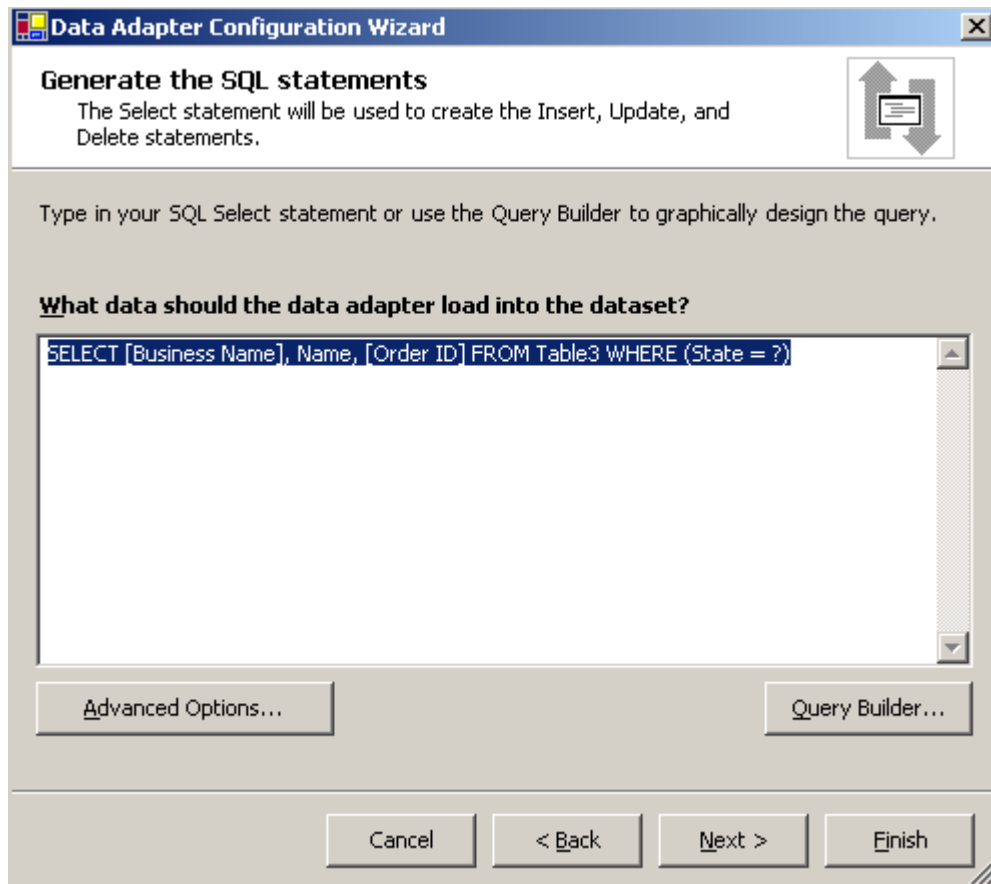 Data Adapter Configuration Wizard
Generate the SQL statements
The Select statement will be used to create the Insert, Update, and
Delete statements.
Type in your SQL Select statement or use the Query Builder to graphically design the query.
What data should the data adapter load into the dataset?
SELECT [Business Name], Name, [Order ID] FROM Table3 WHERE (State = ?)
Advanced Options... Query Builder...
Cancel < Back Next > Finish